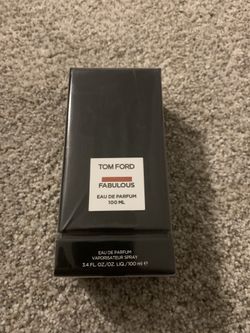 TOM FORD
FABULOUS
EAU DE PARFUM
100 ML
EAU DE PARFUM
VAPORISATEUR SPRAY
3.4 FL. OZ./OZ. LIQ./100 ml ℮